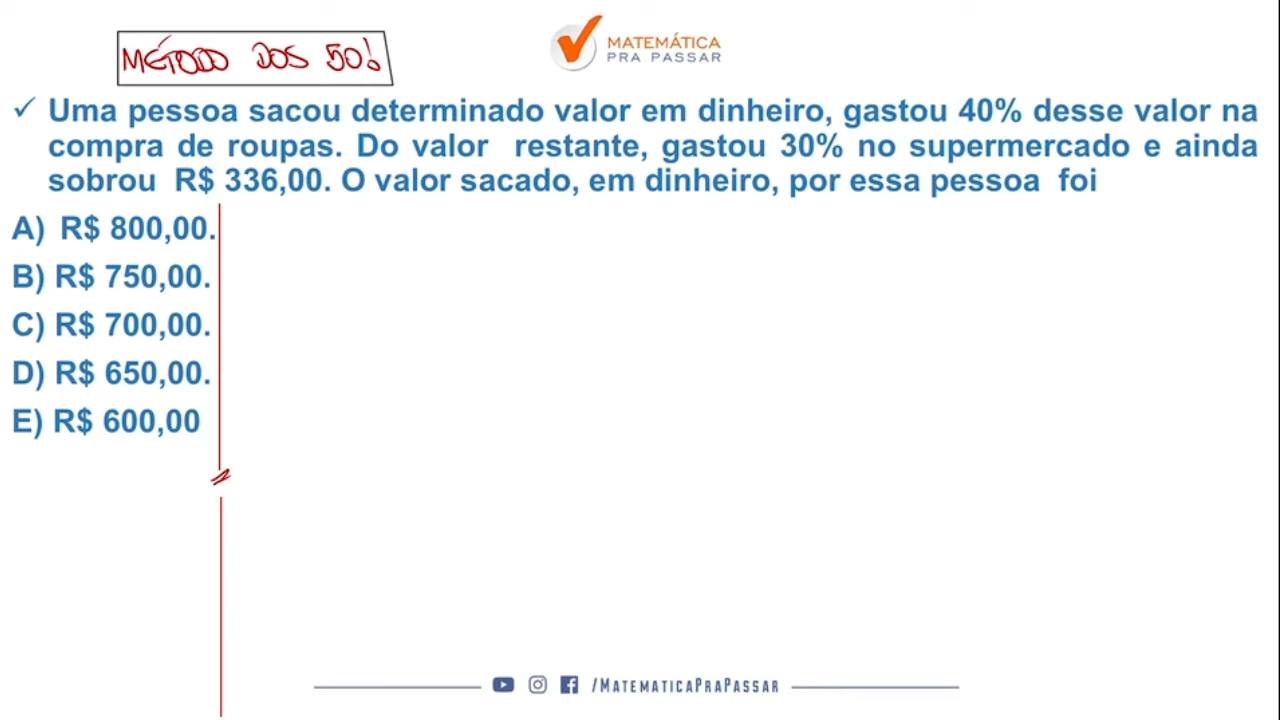 MÉTODO DOS 50!
MATEMÁTICA
PRA PASSAR
✓ Uma pessoa sacou determinado valor em dinheiro, gastou 40% desse valor na
compra de roupas. Do valor restante, gastou 30% no supermercado e ainda
sobrou R$ 336,00. O valor sacado, em dinheiro, por essa pessoa foi
A) R$ 800,00.
B) R$ 750,00.
C) R$ 700,00.
D) R$ 650,00.
E) R$ 600,00
/MATEMATICAPRAPASSAR